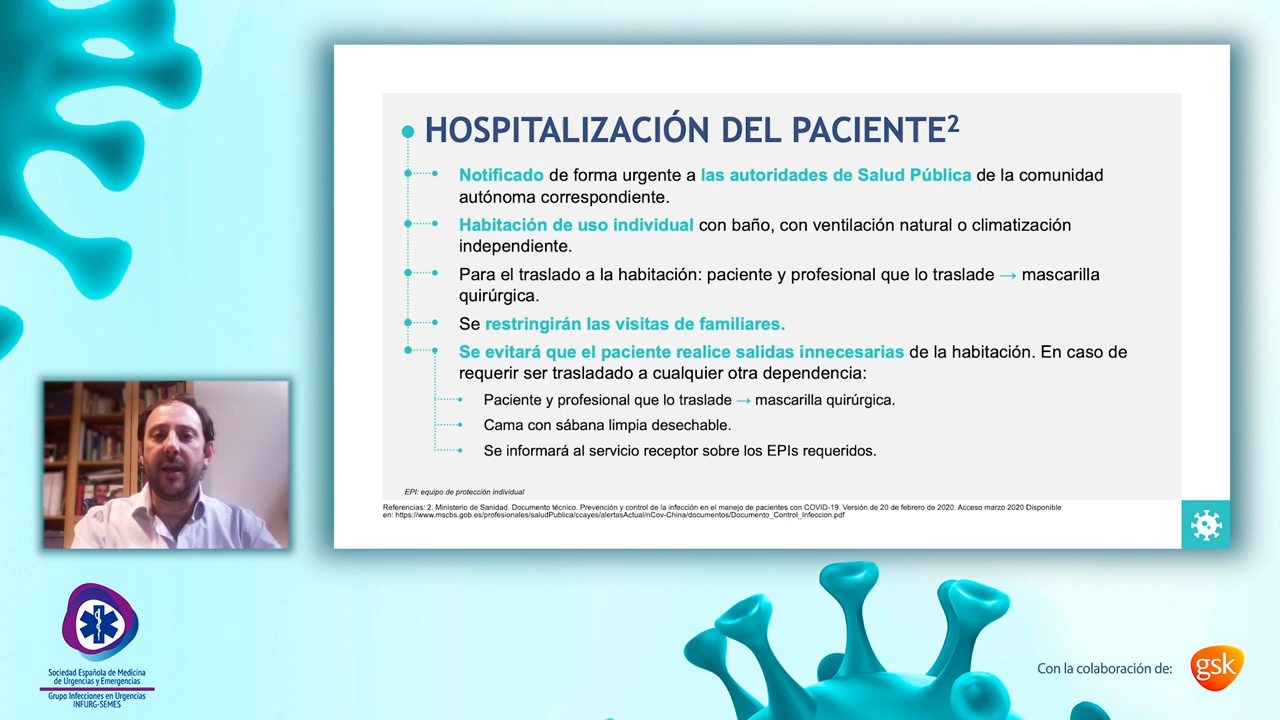 HOSPITALIZACIÓN DEL PACIENTE²
Notificado de forma urgente a las autoridades de Salud Pública de la comunidad
autónoma correspondiente.
Habitación de uso individual con baño, con ventilación natural o climatización
independiente.
Para el traslado a la habitación: paciente y profesional que lo traslade → mascarilla
quirúrgica.
Se restringirán las visitas de familiares.
Se evitará que el paciente realice salidas innecesarias de la habitación. En caso de
requerir ser trasladado a cualquier otra dependencia:
Paciente y profesional que lo traslade → mascarilla quirúrgica.
Cama con sábana limpia desechable.
Se informará al servicio receptor sobre los EPIs requeridos.
EPI: equipo de protección individual
Referencias: 2. Ministerio de Sanidad. Documento técnico. Prevención y control de la infección en el manejo de pacientes con COVID-19. Versión de 20 de febrero de 2020. Acceso marzo 2020 Disponible
en: https://www.mscbs.gob.es/profesionales/saludPublica/ccayes/alertasActual/nCov-China/documentos/Documento_Control_Infeccion.pdf
Sociedad Española de Medicina
de Urgencias y Emergencias
Grupo Infecciones en Urgencias
INFURG-SEMES
Con la colaboración de:
gsk